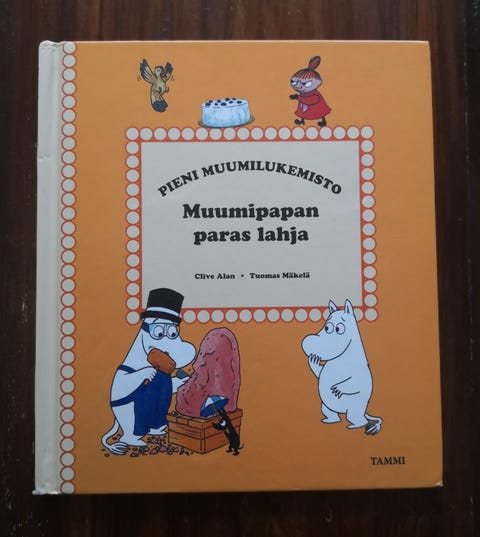 PIENI MUUMILUKEMISTO
Muumipapan
paras lahja
Clive Alan • Tuomas Mäkelä
TAMMI